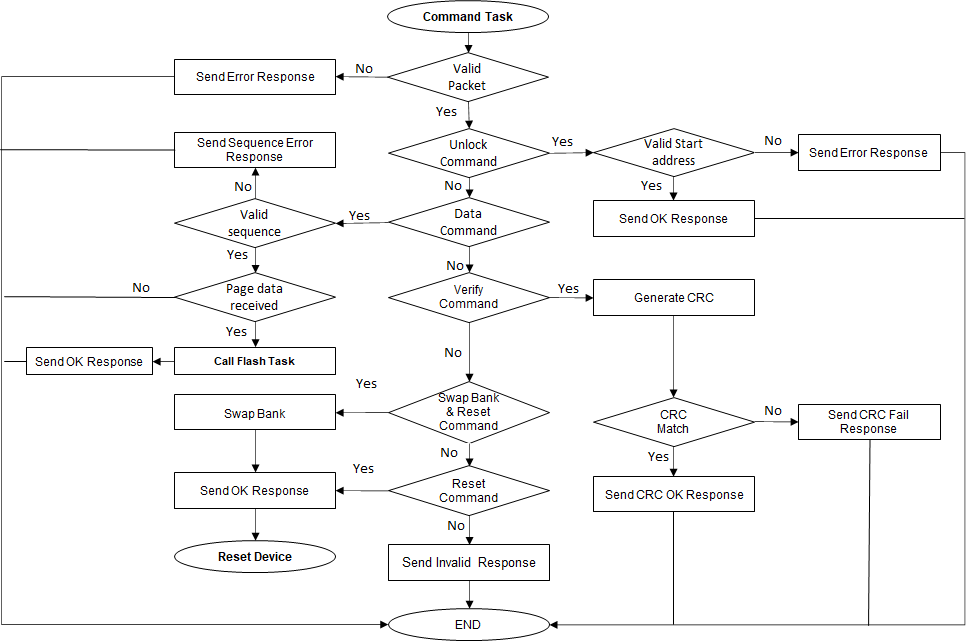 Command Task
Valid
Packet
No
Send Error Response
Yes
Unlock
Command
Yes
Valid Start
address
No
Send Error Response
Yes
Send OK Response
No
Data
Command
Yes
Valid
sequence
No
Send Sequence Error
Response
Yes
Page data
received
No
Yes
Call Flash Task
Send OK Response
No
Verify
Command
Yes
Generate CRC
CRC
Match
No
Send CRC Fail
Response
Yes
Send CRC OK Response
No
Swap Bank
& Reset
Command
Yes
Swap Bank
No
Reset
Command
Yes
Send OK Response
Reset Device
No
Send Invalid Response
END